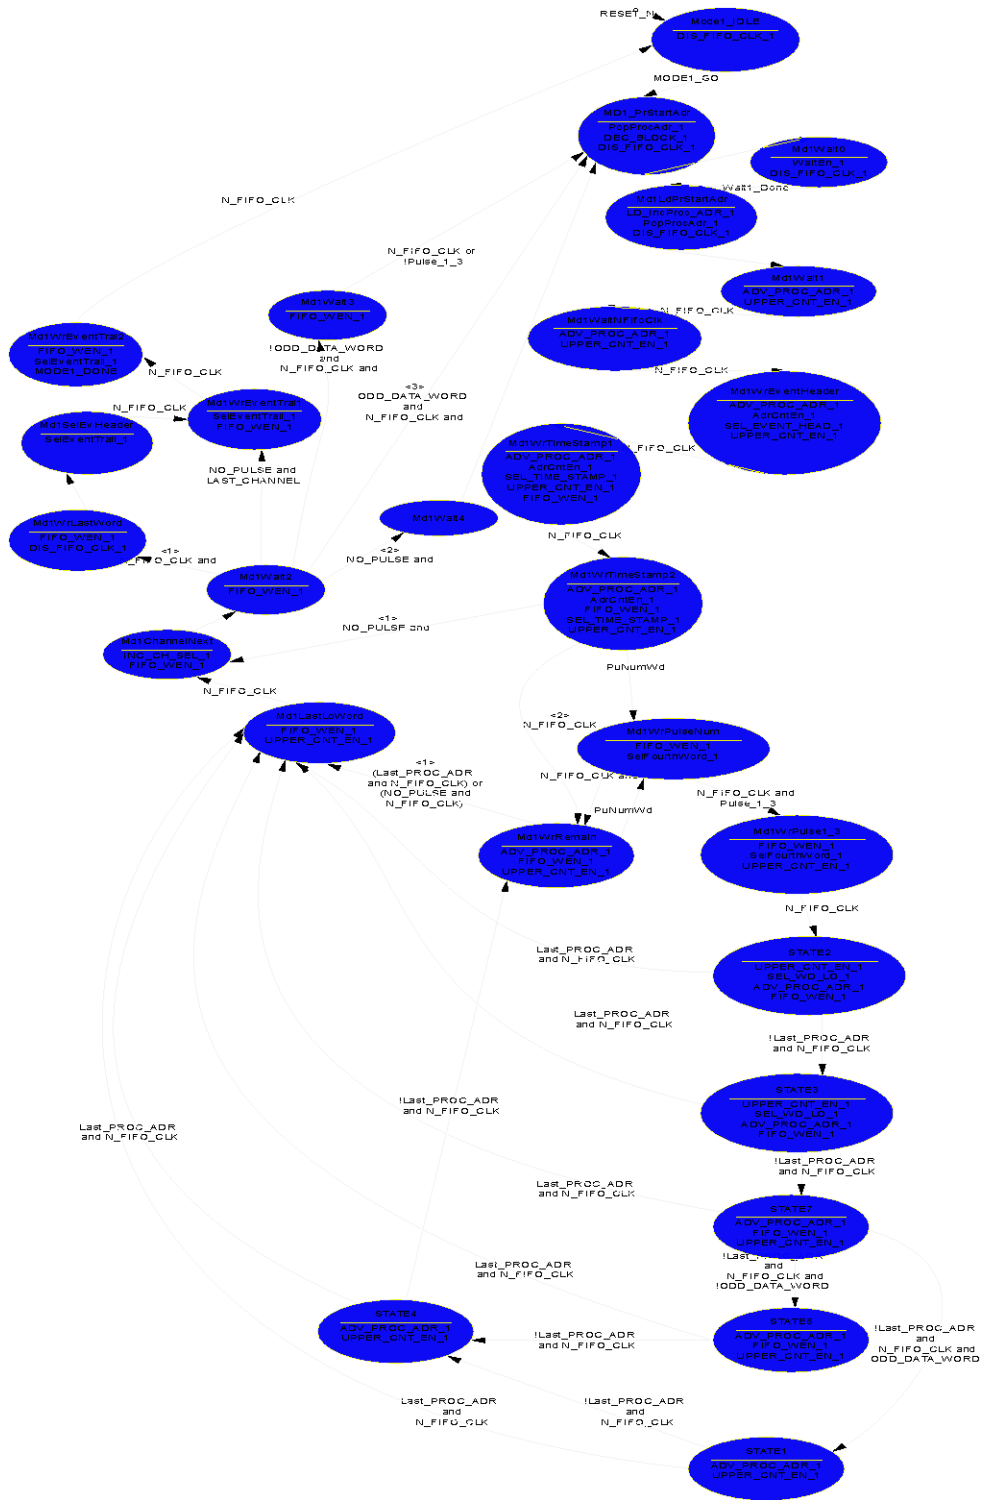 RESET_N
Mode1_IDLE
DIS_FIFO_CLK_1
MODE1_GO
MD1_PrStartAdr
PopProcAdr_1
DEC_BLOCK_1
DIS_FIFO_CLK_1
Md1Wait0
WaitEn_1
DIS_FIFO_CLK_1
Wait1_Done
Md1LdPrStartAdr
LD_IncProc_ADR_1
PopProcAdr_1
DIS_FIFO_CLK_1
N_FIFO_CLK
N_FIFO_CLK or
!Pulse_1_3
Md1Wait1
ADV_PROC_ADR_1
UPPER_CNT_EN_1
N_FIFO_CLK
Md1Wait3
FIFO_WEN_1
Md1WaitNFifoClk
ADV_PROC_ADR_1
UPPER_CNT_EN_1
Md1WrEventTrail2
FIFO_WEN_1
SelEventTrail_1
MODE1_DONE
!ODD_DATA_WORD
and
N_FIFO_CLK and
N_FIFO_CLK
N_FIFO_CLK
Md1WrEventHeader
ADV_PROC_ADR_1
AdrCntEn_1
SEL_EVENT_HEAD_1
UPPER_CNT_EN_1
<3>
ODD_DATA_WORD
and
N_FIFO_CLK and
N_FIFO_CLK
Md1WrEventTrail
SelEventTrail_1
FIFO_WEN_1
Md1SelEvHeader
SelEventTrail_1
Md1WrTimeStamp1
ADV_PROC_ADR_1
AdrCntEn_1
SEL_TIME_STAMP_1
UPPER_CNT_EN_1
FIFO_WEN_1
_FIFO_CLK
NO_PULSE and
LAST_CHANNEL
Md1Wait4
Md1WrLastWord
FIFO_WEN_1
DIS_FIFO_CLK_1
N_FIFO_CLK
<1>
_FIFO_CLK and
<2>
NO_PULSE and
Md1Wait2
FIFO_WEN_1
Md1WrTimeStamp2
ADV_PROC_ADR_1
AdrCntEn_1
FIFO_WEN_1
SEL_TIME_STAMP_1
UPPER_CNT_EN_1
<1>
NO_PULSE and
Md1ChannelNext
INC_CH_SEL_1
FIFO_WEN_1
PuNumWd
N_FIFO_CLK
Md1LastLoWord
FIFO_WEN_1
UPPER_CNT_EN_1
<2>
N_FIFO_CLK
Md1WrPulseNum
FIFO_WEN_1
SelFourthWord_1
<1>
(Last_PROC_ADR
and N_FIFO_CLK) or
(NO_PULSE and
N_FIFO_CLK)
N_FIFO_CLK and
N_FIFO_CLK and
Pulse_1_3
PuNumWd
Md1WrRemain
ADV_PROC_ADR_1
FIFO_WEN_1
UPPER_CNT_EN_1
Md1WrPulse1_3
FIFO_WEN_1
SelFourthWord_1
UPPER_CNT_EN_1
N_FIFO_CLK
STATE2
UPPER_CNT_EN_1
SEL_WD_LD_1
ADV_PROC_ADR_1
FIFO_WEN_1
Last_PROC_ADR
and N_FIFO_CLK
Last_PROC_ADR
and N_FIFO_CLK
!Last_PROC_ADR
and N_FIFO_CLK
STATE3
UPPER_CNT_EN_1
SEL_WD_LD_1
ADV_PROC_ADR_1
FIFO_WEN_1
!Last_PROC_ADR
and N_FIFO_CLK
Last_PROC_ADR
and N_FIFO_CLK
!Last_PROC_ADR
and N_FIFO_CLK
Last_PROC_ADR
and N_FIFO_CLK
STATE7
ADV_PROC_ADR_1
FIFO_WEN_1
UPPER_CNT_EN_1
Last_PROC_ADR
and N_FIFO_CLK
and
N_FIFO_CLK and
!ODD_DATA_WORD
STATE4
ADV_PROC_ADR_1
UPPER_CNT_EN_1
!Last_PROC_ADR
and N_FIFO_CLK
ADV_PROC_ADR_1
FIFO_WEN_1
UPPER_CNT_EN_1
!Last_PROC_ADR
and
N_FIFO_CLK and
ODD_DATA_WORD
Last_PROC_ADR
and
N_FIFO_CLK
!Last_PROC_ADR
and
N_FIFO_CLK
STATE1
ADV_PROC_ADR_1
UPPER_CNT_EN_1